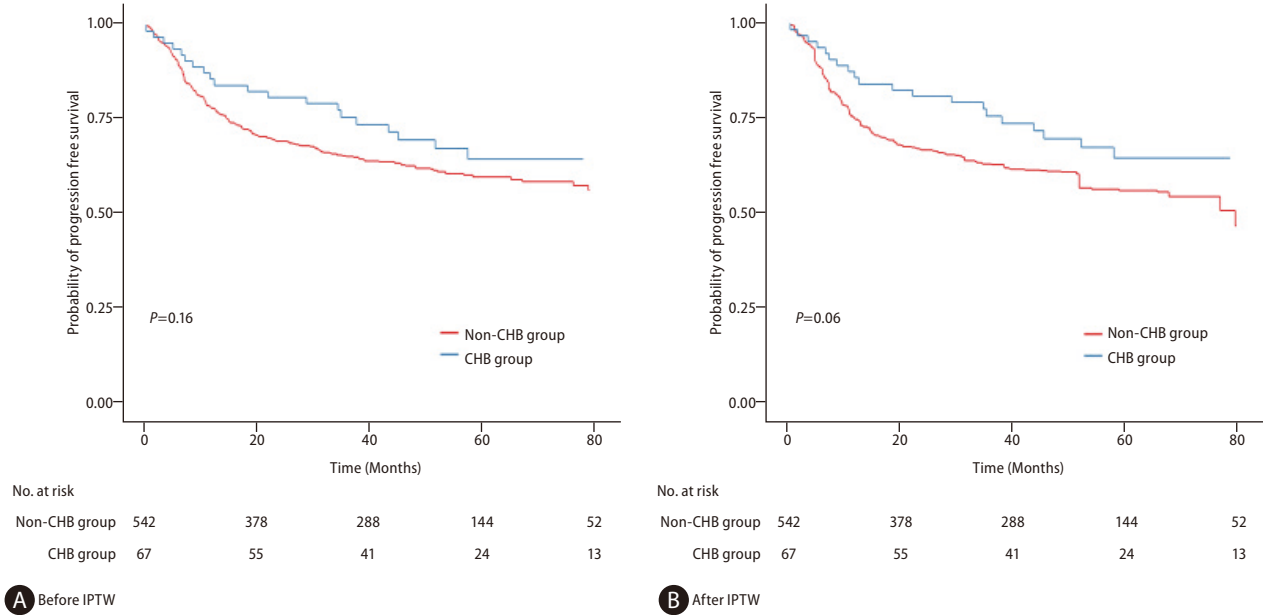 Probability of progression free survival
1.00
0.75
0.50
0.25
0.00
P=0.16
Non-CHB group
CHB group
0 20 40 60 80
Time (Months)
No. at risk
Non-CHB group 542 378 288 144 52
CHB group 67 55 41 24 13
A Before IPTW
Probability of progression free survival
1.00
0.75
0.50
0.25
0.00
P=0.06
Non-CHB group
CHB group
0 20 40 60 80
Time (Months)
No. at risk
Non-CHB group 542 378 288 144 52
CHB group 67 55 41 24 13
B After IPTW